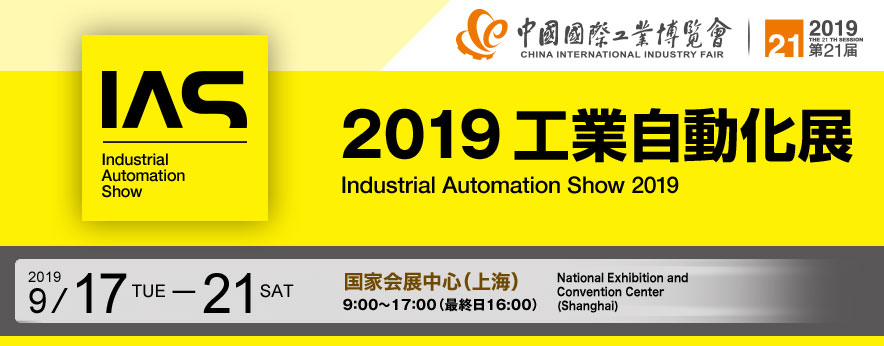 中國國際工業博覽會
CHINA INTERNATIONAL INDUSTRY FAIR
21
2019
THE 21 TH SESSION
第21届
IAS
Industrial
Automation
Show
2019 工業自動化展
Industrial Automation Show 2019
2019
9/17 TUE — 21 SAT
国家会展中心(上海)
9:00〜17:00(最終日16:00)
National Exhibition and
Convention Center
(Shanghai)